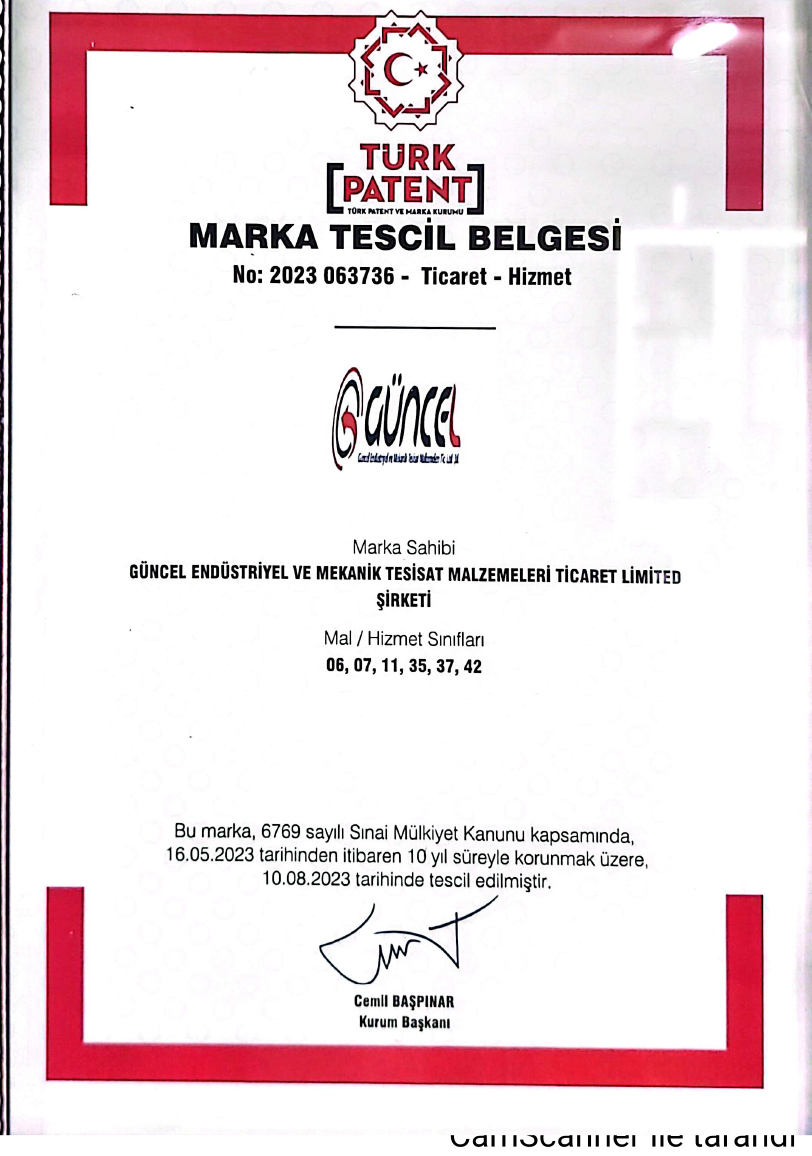 TÜRK
PATENT
TÜRK PATENT VE MARKA KURUMU
MARKA TESCİL BELGESİ
No: 2023 063736 - Ticaret - Hizmet
GÜNCEL
Marka Sahibi
GÜNCEL ENDÜSTRİYEL VE MEKANİK TESİSAT MALZEMELERİ TİCARET LİMİTED
ŞİRKETİ
Mal / Hizmet Sınıfları
06, 07, 11, 35, 37, 42
Bu marka, 6769 sayılı Sınai Mülkiyet Kanunu kapsamında,
16.05.2023 tarihinden itibaren 10 yıl süreyle korunmak üzere,
10.08.2023 tarihinde tescil edilmiştir.
Cemil BAŞPINAR
Kurum Başkanı
CamScanner ile tarandı